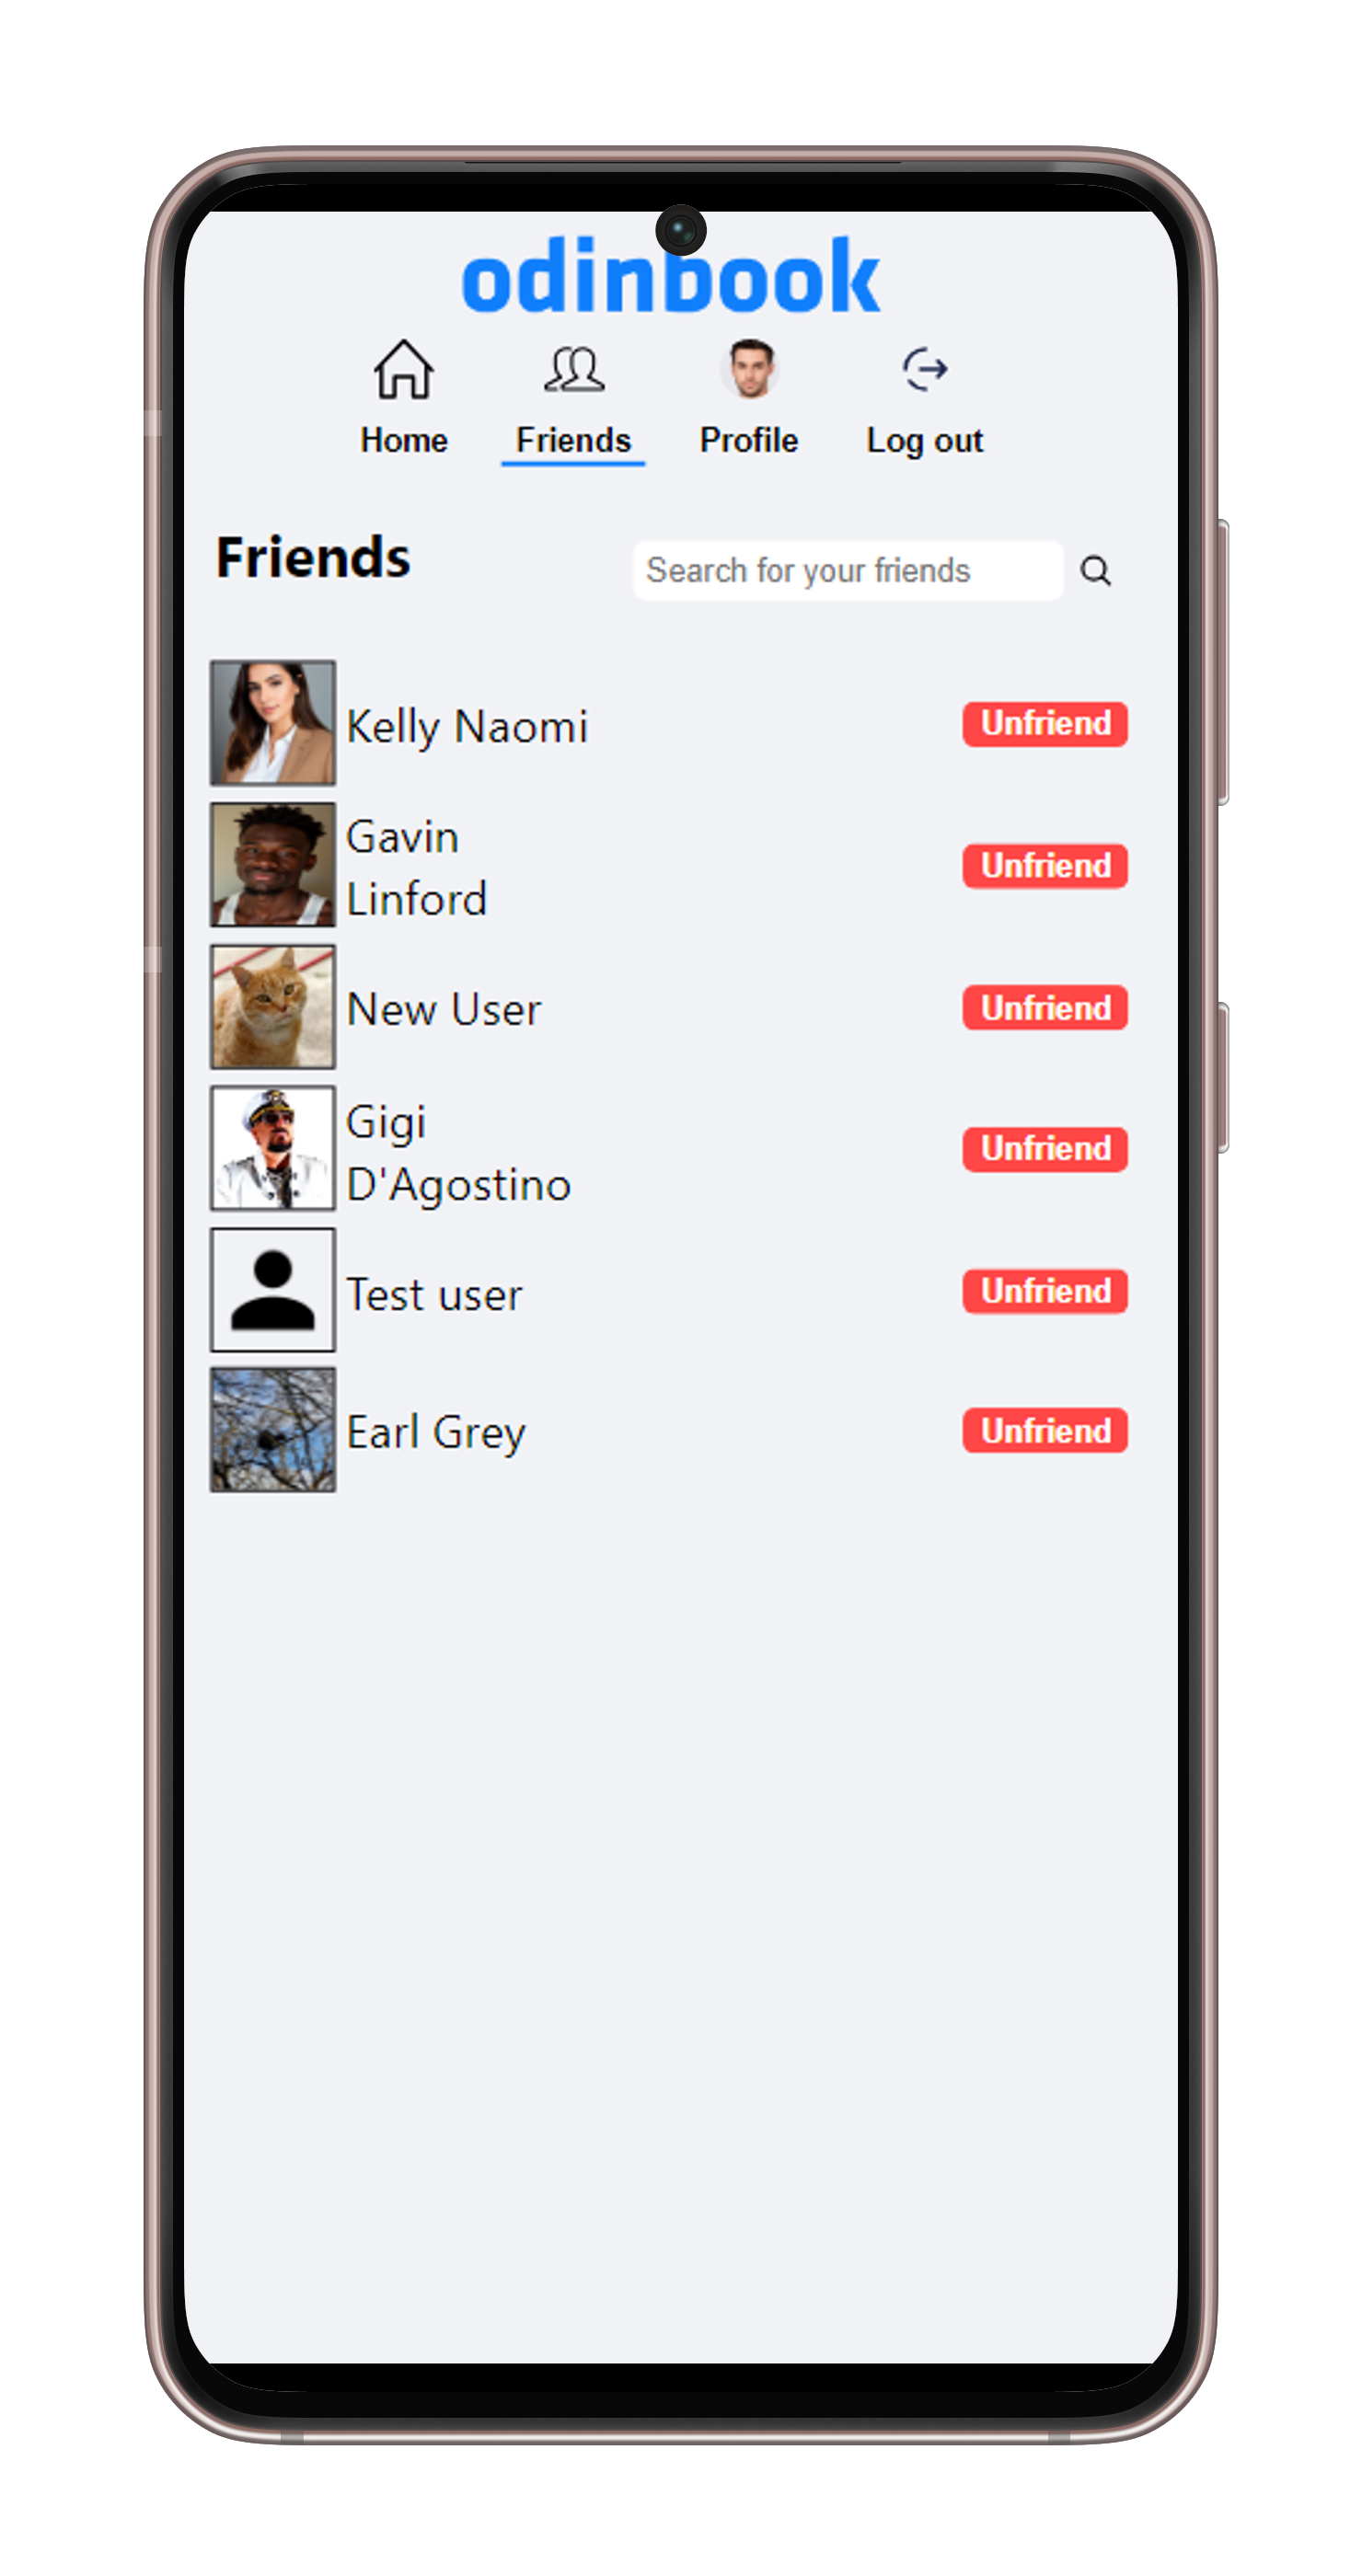 odinbook
Home Friends Profile Log out
Friends
Search for your friends
Kelly Naomi
Unfriend
Gavin
Linford
Unfriend
New User
Unfriend
Gigi
D'Agostino
Unfriend
Test user
Unfriend
Earl Grey
Unfriend